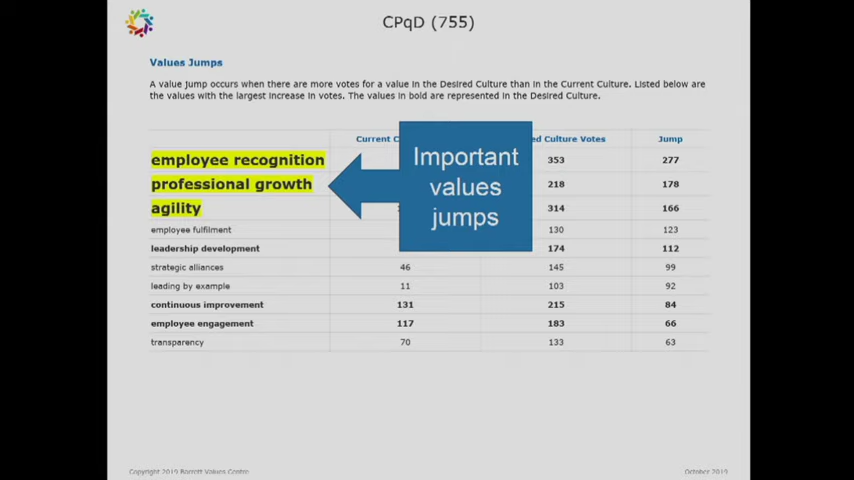 CPqD (755)
Values Jumps
A value jump occurs when there are more votes for a value in the Desired Culture than in the Current Culture. Listed below are
the values with the largest increase in votes. The values in bold are represented in the Desired Culture.
Current C ed Culture Votes Jump
employee recognition 353 277
professional growth 218 178
agility 314 166
Important
values
jumps
employee fulfilment 130 123
leadership development 174 112
strategic alliances 46 145 99
leading by example 11 103 92
continuous improvement 131 215 84
employee engagement 117 183 66
transparency 70 133 63
Copyright 2019 Barrett Values Centre October 2019